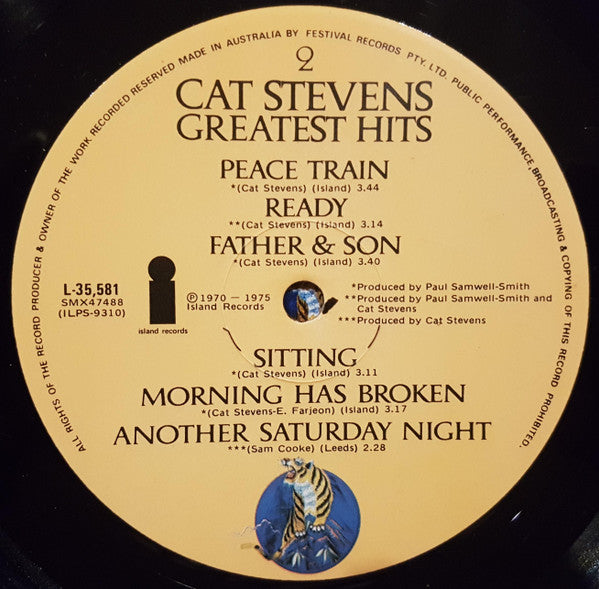 ALL RIGHTS OF THE RECORD PRODUCER & OWNER OF THE WORK RECORDED RESERVED MADE IN AUSTRALIA BY FESTIVAL RECORDS PTY. LTD. PUBLIC PERFORMANCE, BROADCASTING & COPYING OF THIS RECORD PROHIBITED.
2
CAT STEVENS
GREATEST HITS
PEACE TRAIN
*(Cat Stevens) (Island) 3.44
READY
**(Cat Stevens) (Island) 3.14
FATHER & SON
*(Cat Stevens) (Island) 3.40
L-35,581
SMX47488
(ILPS-9310)
island records
Ⓟ 1970 — 1975
Island Records
*Produced by Paul Samwell-Smith
**Produced by Paul Samwell-Smith and
Cat Stevens
***Produced by Cat Stevens
SITTING
*(Cat Stevens) (Island) 3.11
MORNING HAS BROKEN
*(Cat Stevens-E. Farjeon) (Island) 3.17
ANOTHER SATURDAY NIGHT
***(Sam Cooke) (Leeds) 2.28